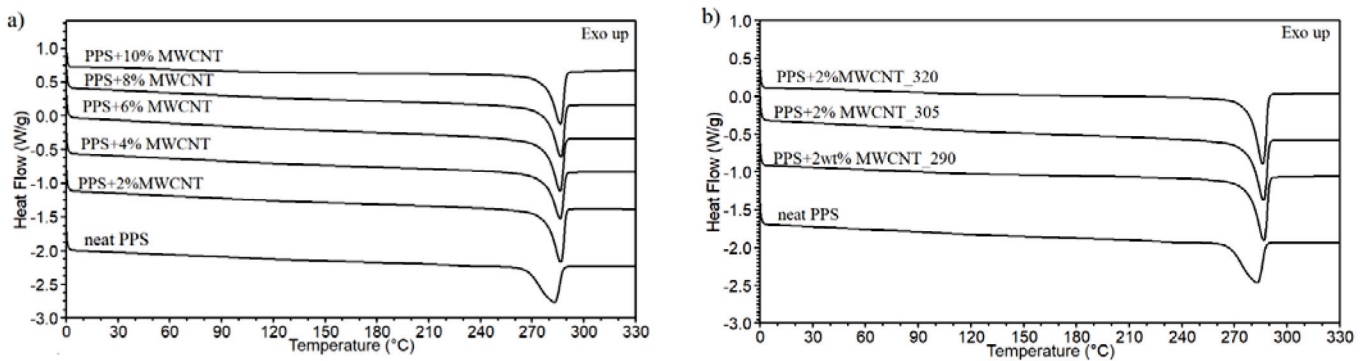 a)
Exo up
1.0
0.5
0.0
-0.5
-1.0
-1.5
-2.0
-2.5
-3.0
Heat Flow (W/g)
PPS+10% MWCNT
PPS+8% MWCNT
PPS+6% MWCNT
PPS+4% MWCNT
PPS+2%MWCNT
neat PPS
0 30 60 90 120 150 180 210 240 270 300 330
Temperature (°C)
b)
Exo up
1.0
0.5
0.0
-0.5
-1.0
-1.5
-2.0
-2.5
-3.0
Heat Flow (W/g)
PPS+2%MWCNT_320
PPS+2% MWCNT_305
PPS+2wt% MWCNT_290
neat PPS
0 30 60 90 120 150 180 210 240 270 300 330
Temperature (°C)